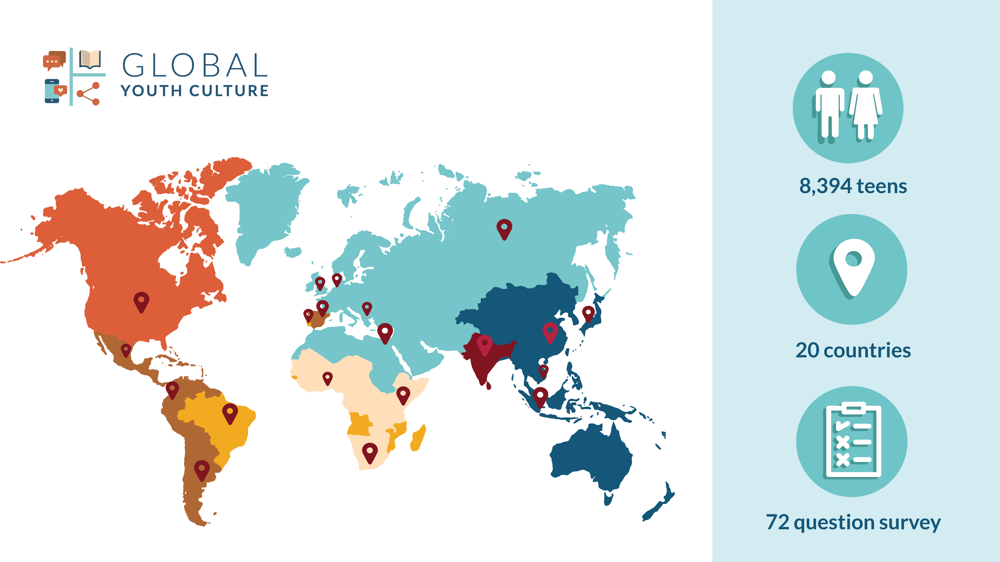 GLOBAL
YOUTH CULTURE
8,394 teens
20 countries
72 question survey